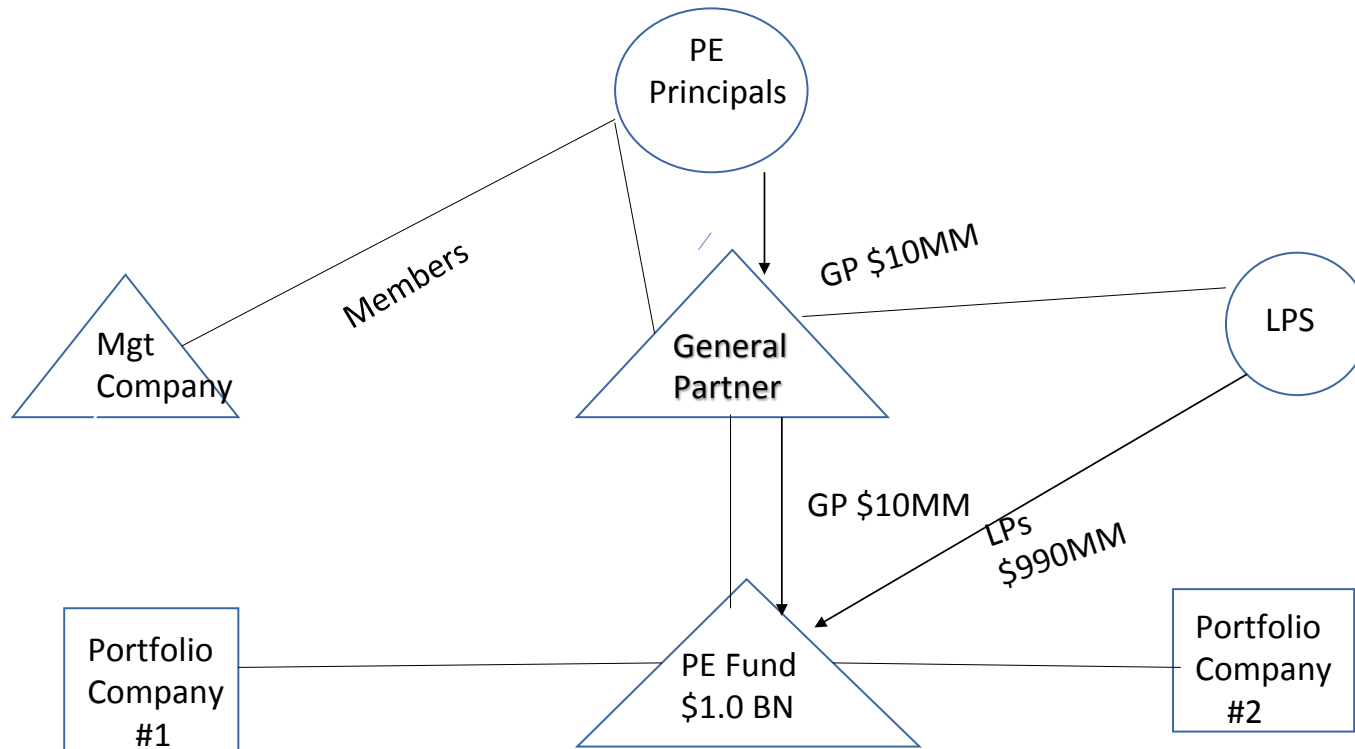 PE
Principals
Members
GP $10MM
Mgt
Company
General
Partner
LPS
GP $10MM
LPs
$990MM
Portfolio
Company
#1
PE Fund
$1.0 BN
Portfolio
Company
#2